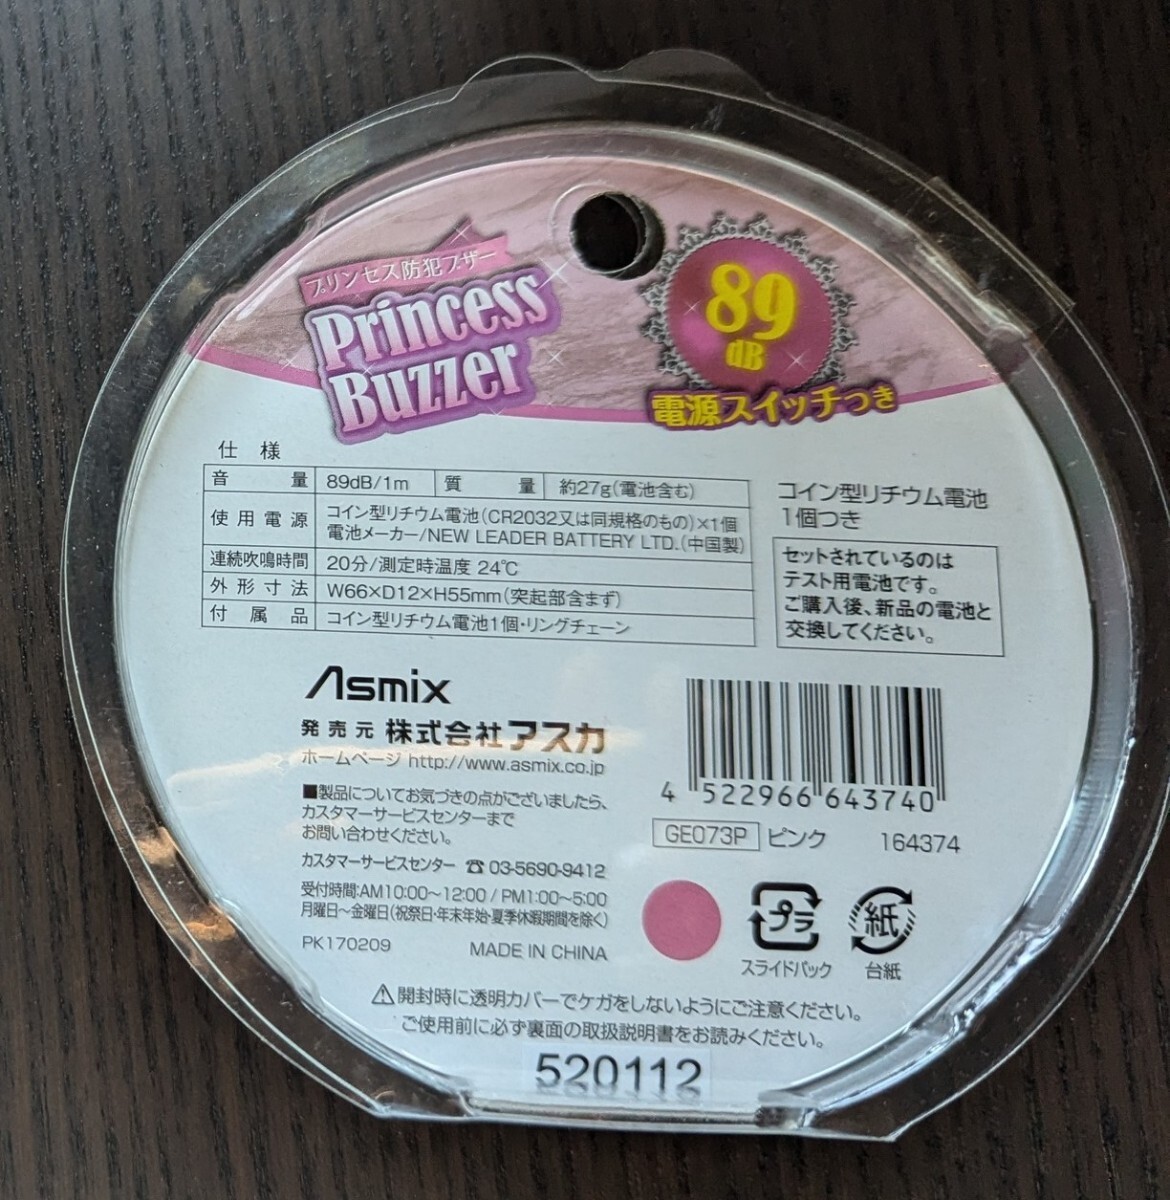 プリンセス防犯ブザー
Princess
Buzzer
89
dB
電源スイッチつき
仕様
音量 89dB/1m 質量 約27g(電池含む)
使用電源 コイン型リチウム電池(CR2032又は同規格のもの)×1個
電池メーカー/NEW LEADER BATTERY LTD.(中国製)
連続吹鳴時間 20分/測定時温度 24℃
外形寸法 W66×D12×H55mm(突起部含まず)
付属品 コイン型リチウム電池1個・リングチェーン
コイン型リチウム電池
1個つき
セットされているのは
テスト用電池です。
ご購入後、新品の電池と
交換してください。
Asmix
発売元 株式会社アスカ
ホームページ http://www.asmix.co.jp
■製品についてお気づきの点がございましたら、
カスタマーサービスセンターまで
お問い合わせください。
カスタマーサービスセンター ☎03-5690-9412
受付時間:AM10:00〜12:00 / PM1:00〜5:00
月曜日〜金曜日(祝祭日・年末年始・夏季休暇期間を除く)
PK170209 MADE IN CHINA
4 522966 643740
GE073P ピンク 164374
プラ
スライドパック
紙
台紙
⚠開封時に透明カバーでケガをしないようにご注意ください。
ご使用前に必ず裏面の取扱説明書をお読みください。
520112